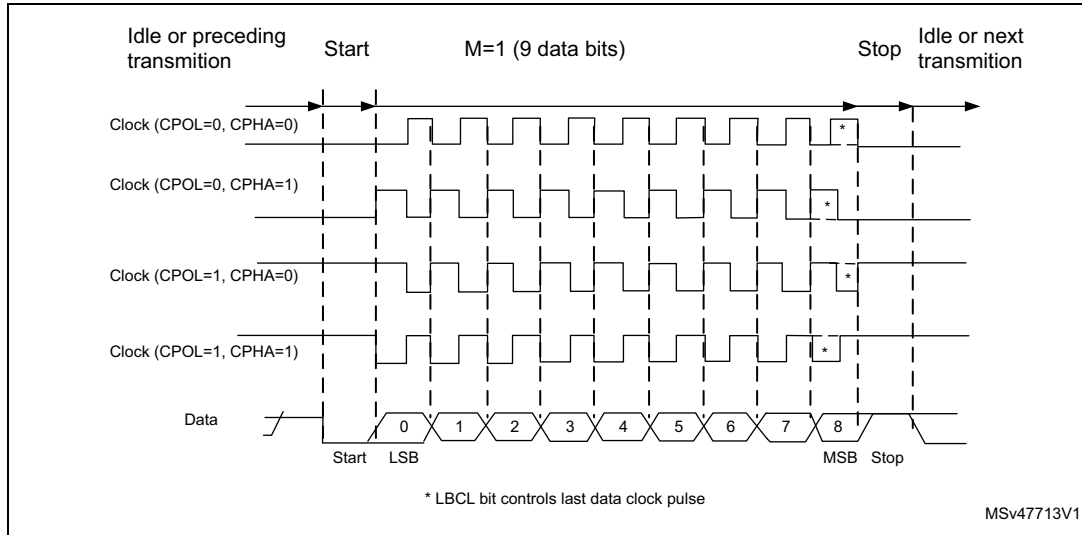 Idle or preceding transmition
Start
M=1 (9 data bits)
Stop
Idle or next transmition
Clock (CPOL=0, CPHA=0)
*
Clock (CPOL=0, CPHA=1)
*
Clock (CPOL=1, CPHA=0)
*
Clock (CPOL=1, CPHA=1)
*
Data
0 1 2 3 4 5 6 7 8
Start LSB MSB Stop
* LBCL bit controls last data clock pulse
MSv47713V1